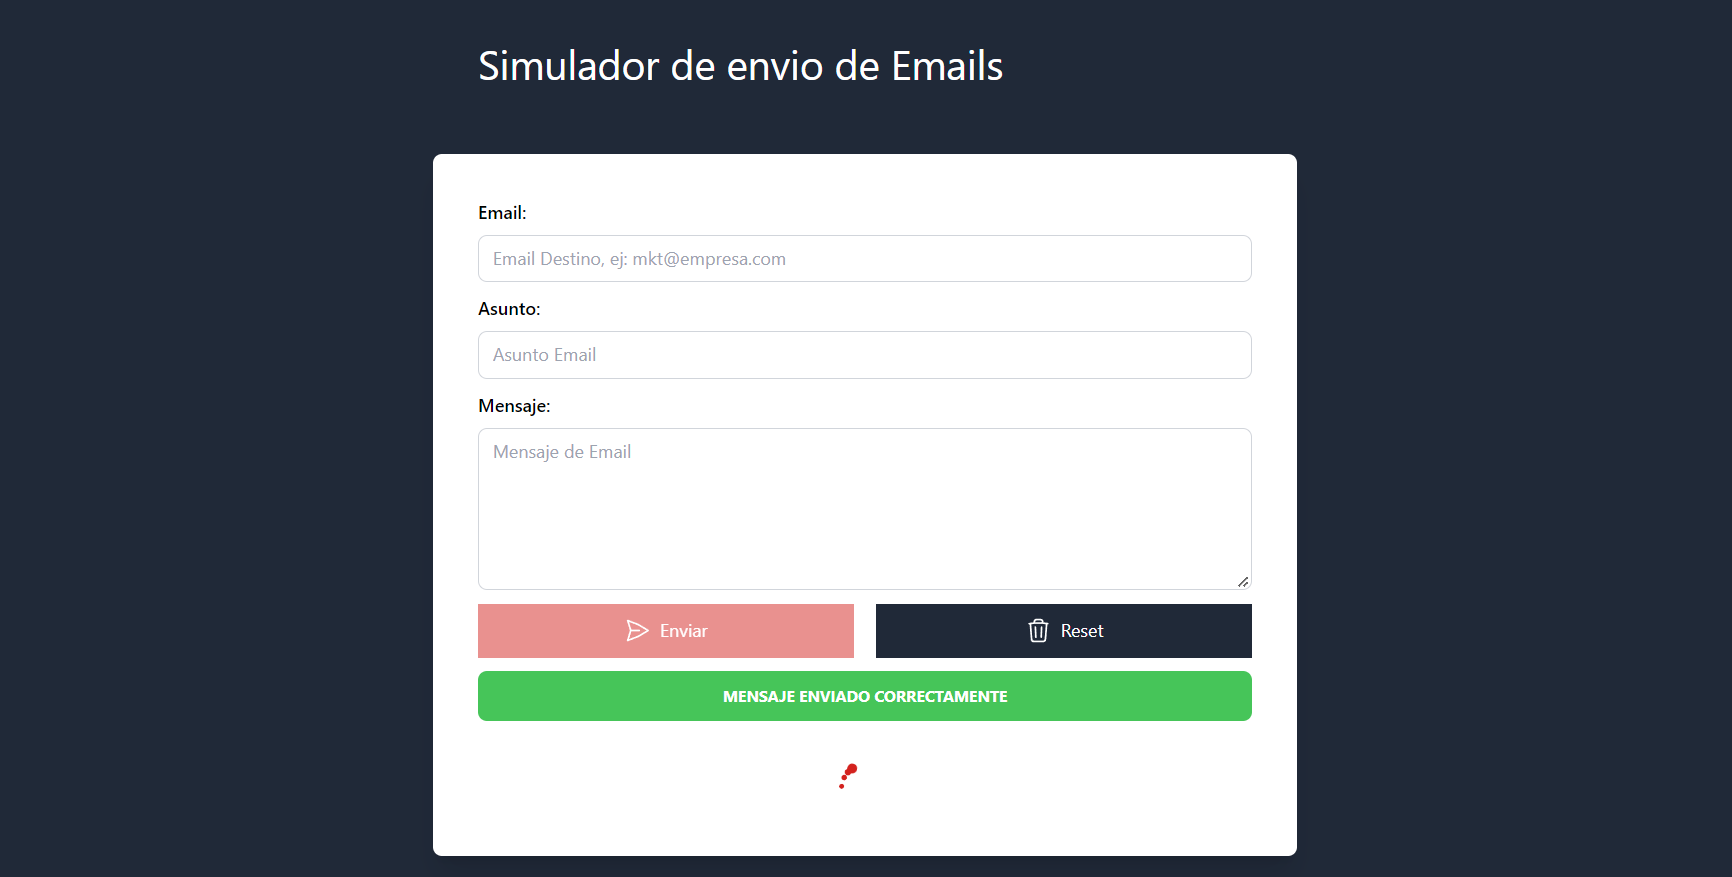 Simulador de envio de Emails
Email:
Email Destino, ej: mkt@empresa.com
Asunto:
Asunto Email
Mensaje:
Mensaje de Email
Enviar
Reset
MENSAJE ENVIADO CORRECTAMENTE